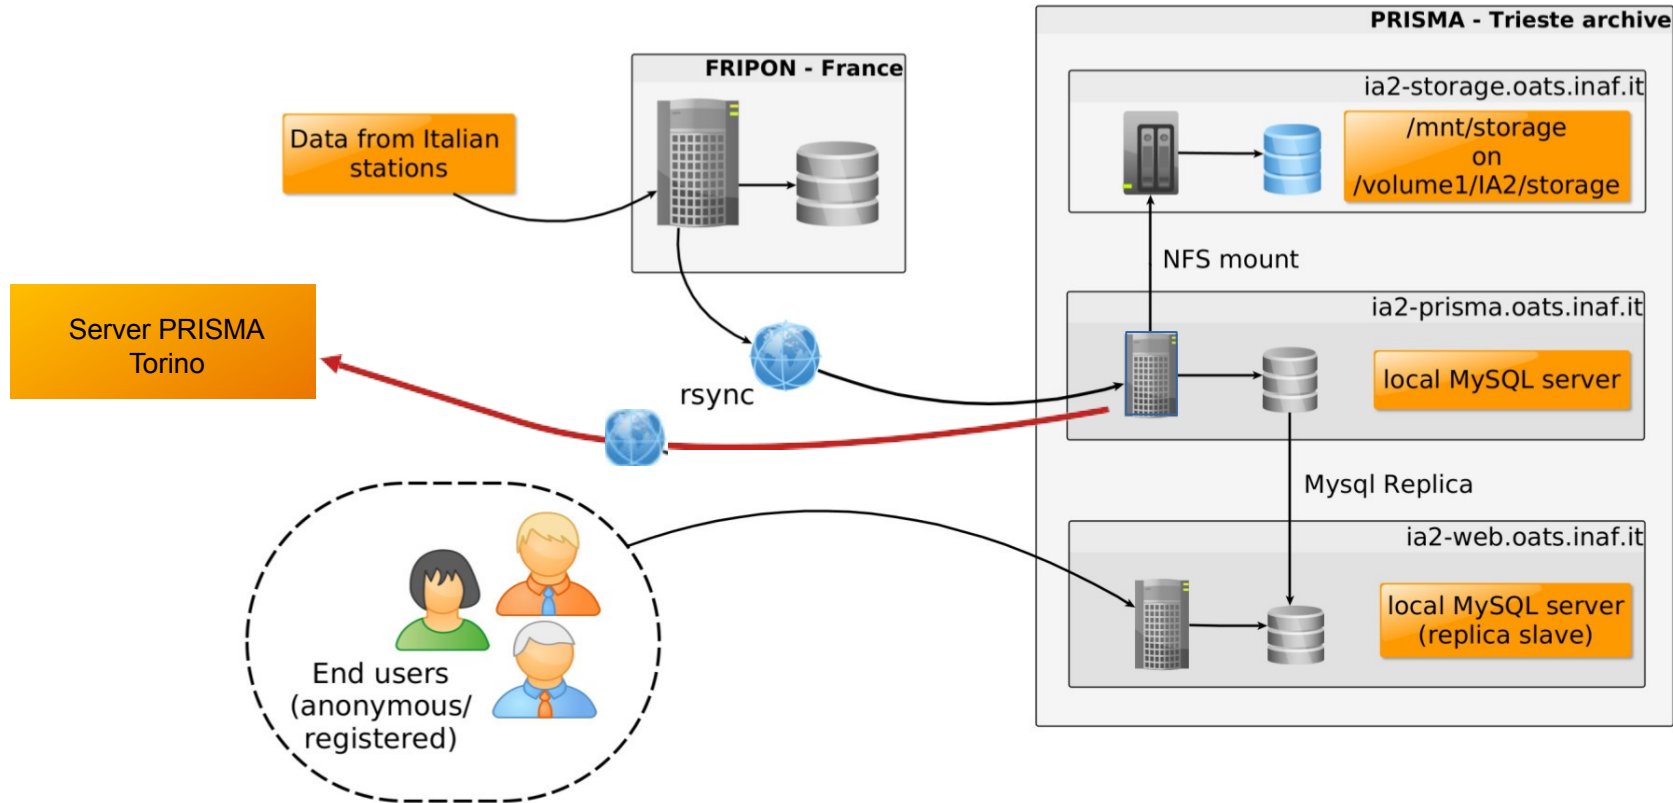 PRISMA - Trieste archive
FRIPON - France
ia2-storage.oats.inaf.it
Data from Italian
stations
/mnt/storage
on
/volume1/IA2/storage
NFS mount
Server PRISMA
Torino
ia2-prisma.oats.inaf.it
local MySQL server
rsync
Mysql Replica
ia2-web.oats.inaf.it
local MySQL server
(replica slave)
End users
(anonymous/
registered)